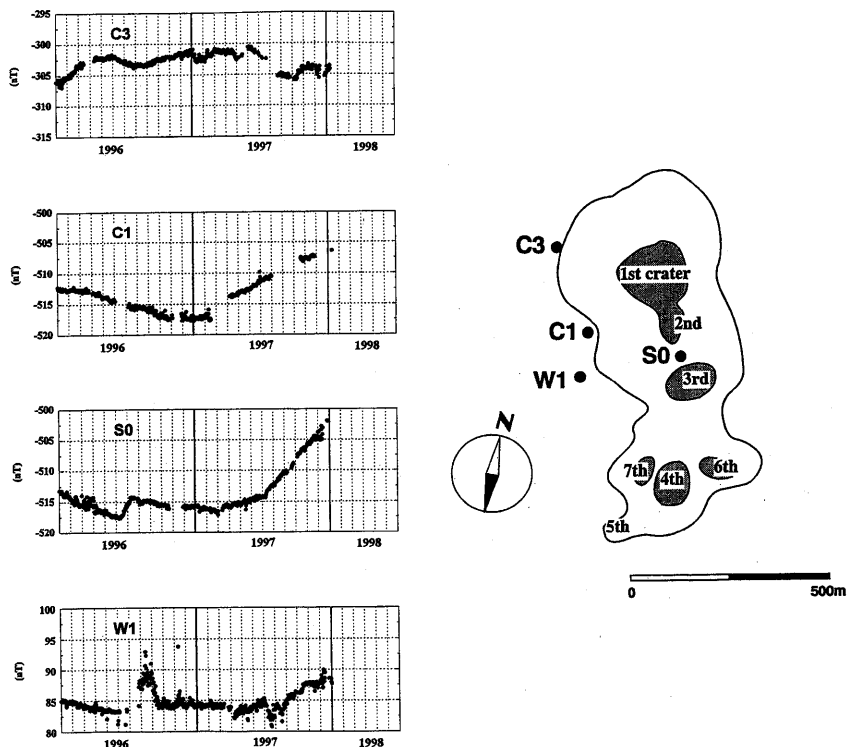 -295
-300
-305
-310
-315
(nT)
C3
1996
1997
1998
-500
-505
-510
-515
-520
(nT)
C1
1996
1997
1998
-500
-505
-510
-515
-520
(nT)
S0
1996
1997
1998
100
95
90
85
80
(nT)
W1
1996
1997
1998
C3
1st crater
C1
2nd
S0
W1
3rd
N
7th
4th
6th
5th
0
500m